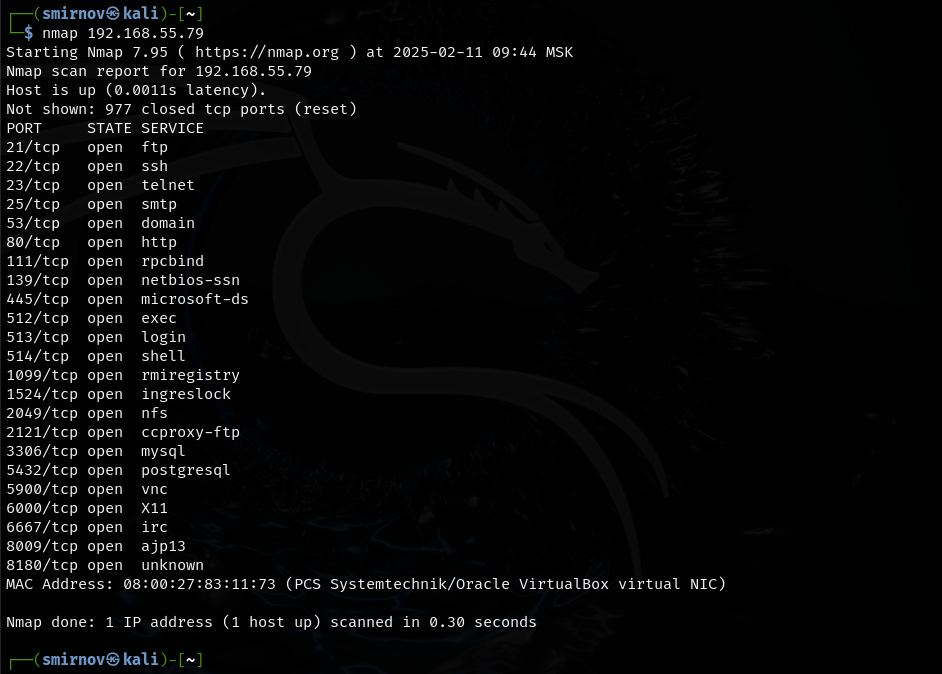 ┌──(smirnov㉿kali)-[~]
└─$ nmap 192.168.55.79
Starting Nmap 7.95 ( https://nmap.org ) at 2025-02-11 09:44 MSK
Nmap scan report for 192.168.55.79
Host is up (0.0011s latency).
Not shown: 977 closed tcp ports (reset)
PORT     STATE SERVICE
21/tcp   open  ftp
22/tcp   open  ssh
23/tcp   open  telnet
25/tcp   open  smtp
53/tcp   open  domain
80/tcp   open  http
111/tcp  open  rpcbind
139/tcp  open  netbios-ssn
445/tcp  open  microsoft-ds
512/tcp  open  exec
513/tcp  open  login
514/tcp  open  shell
1099/tcp open  rmiregistry
1524/tcp open  ingreslock
2049/tcp open  nfs
2121/tcp open  ccproxy-ftp
3306/tcp open  mysql
5432/tcp open  postgresql
5900/tcp open  vnc
6000/tcp open  X11
6667/tcp open  irc
8009/tcp open  ajp13
8180/tcp open  unknown
MAC Address: 08:00:27:83:11:73 (PCS Systemtechnik/Oracle VirtualBox virtual NIC)

Nmap done: 1 IP address (1 host up) scanned in 0.30 seconds

┌──(smirnov㉿kali)-[~]